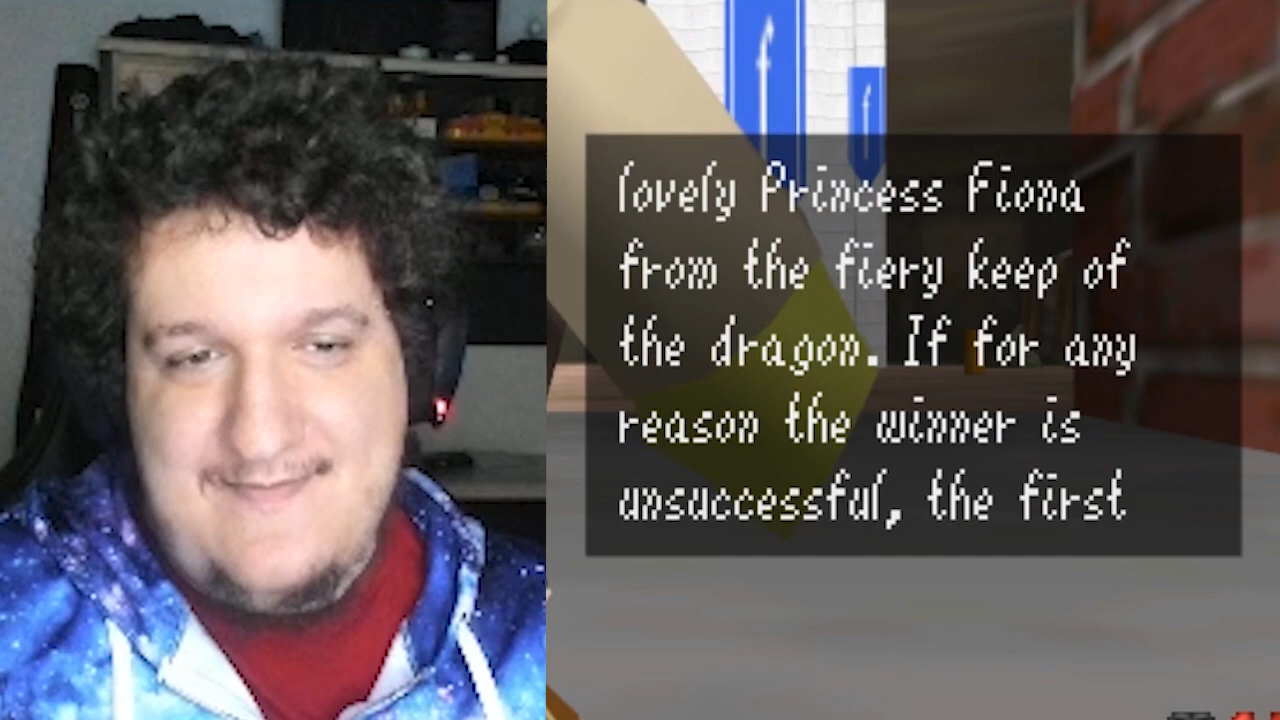 f
f
lovely Princess Fiona
from the fiery keep of
the dragon. If for any
reason the winner is
unsuccessful, the first